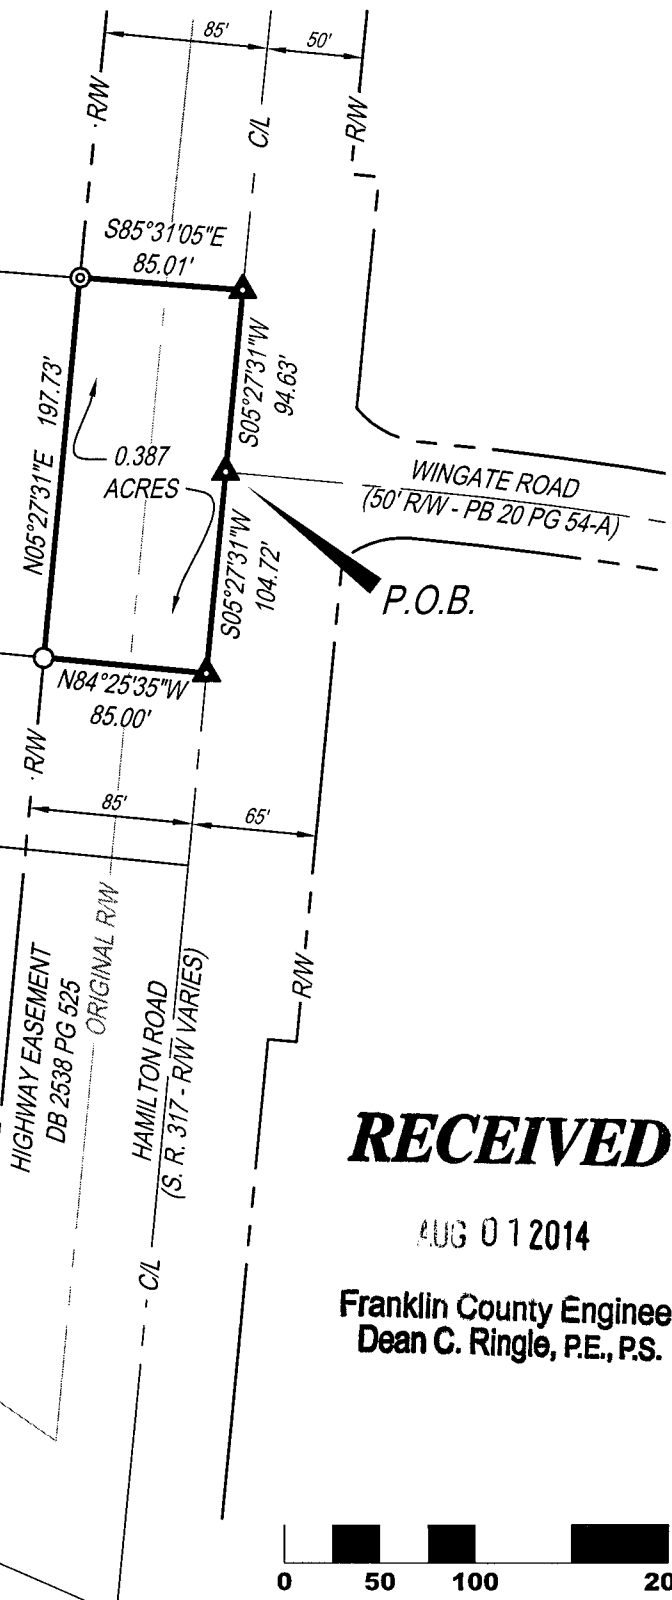 85'
50'
R/W
C/L
R/W
S85°31'05"E
85.01'
S05°27'31"W
94.63'
N05°27'31"E 197.73'
0.387
ACRES
WINGATE ROAD
(50' R/W - PB 20 PG 54-A)
S05°27'31"W
104.72'
P.O.B.
N84°25'35"W
85.00'
R/W
85'
65'
HIGHWAY EASEMENT
DB 2538 PG 525
ORIGINAL R/W
HAMILTON ROAD
(S. R. 317 - R/W VARIES)
R/W
C/L
RECEIVED
AUG 01 2014
Franklin County Enginee
Dean C. Ringle, P.E., P.S.
0 50 100 20